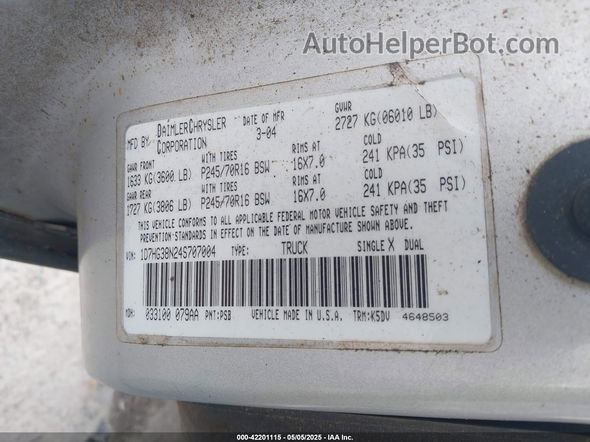 AutoHelperBot.com
MFD BY DAIMLERCHRYSLER CORPORATION DATE OF MFR 3-04 GVWR 2727 KG(06010 LB)
GAWR FRONT WITH TIRES RIMS AT COLD
1633 KG(3600 LB) P245/70R16 BSW 16X7.0 241 KPA(35 PSI)
GAWR REAR WITH TIRES RIMS AT COLD
1727 KG(3806 LB) P245/70R16 BSW 16X7.0 241 KPA(35 PSI)
THIS VEHICLE CONFORMS TO ALL APPLICABLE FEDERAL MOTOR VEHICLE SAFETY AND THEFT
PREVENTION STANDARDS IN EFFECT ON THE DATE OF MANUFACTURE SHOWN ABOVE.
VIN: 1D7HG38N24S707004 TYPE: TRUCK SINGLE X DUAL
MDH: 033100 079AA PNT:PSB VEHICLE MADE IN U.S.A. TRM:K5DV 4648503
000-42201115 - 05/05/2025 - IAA Inc.